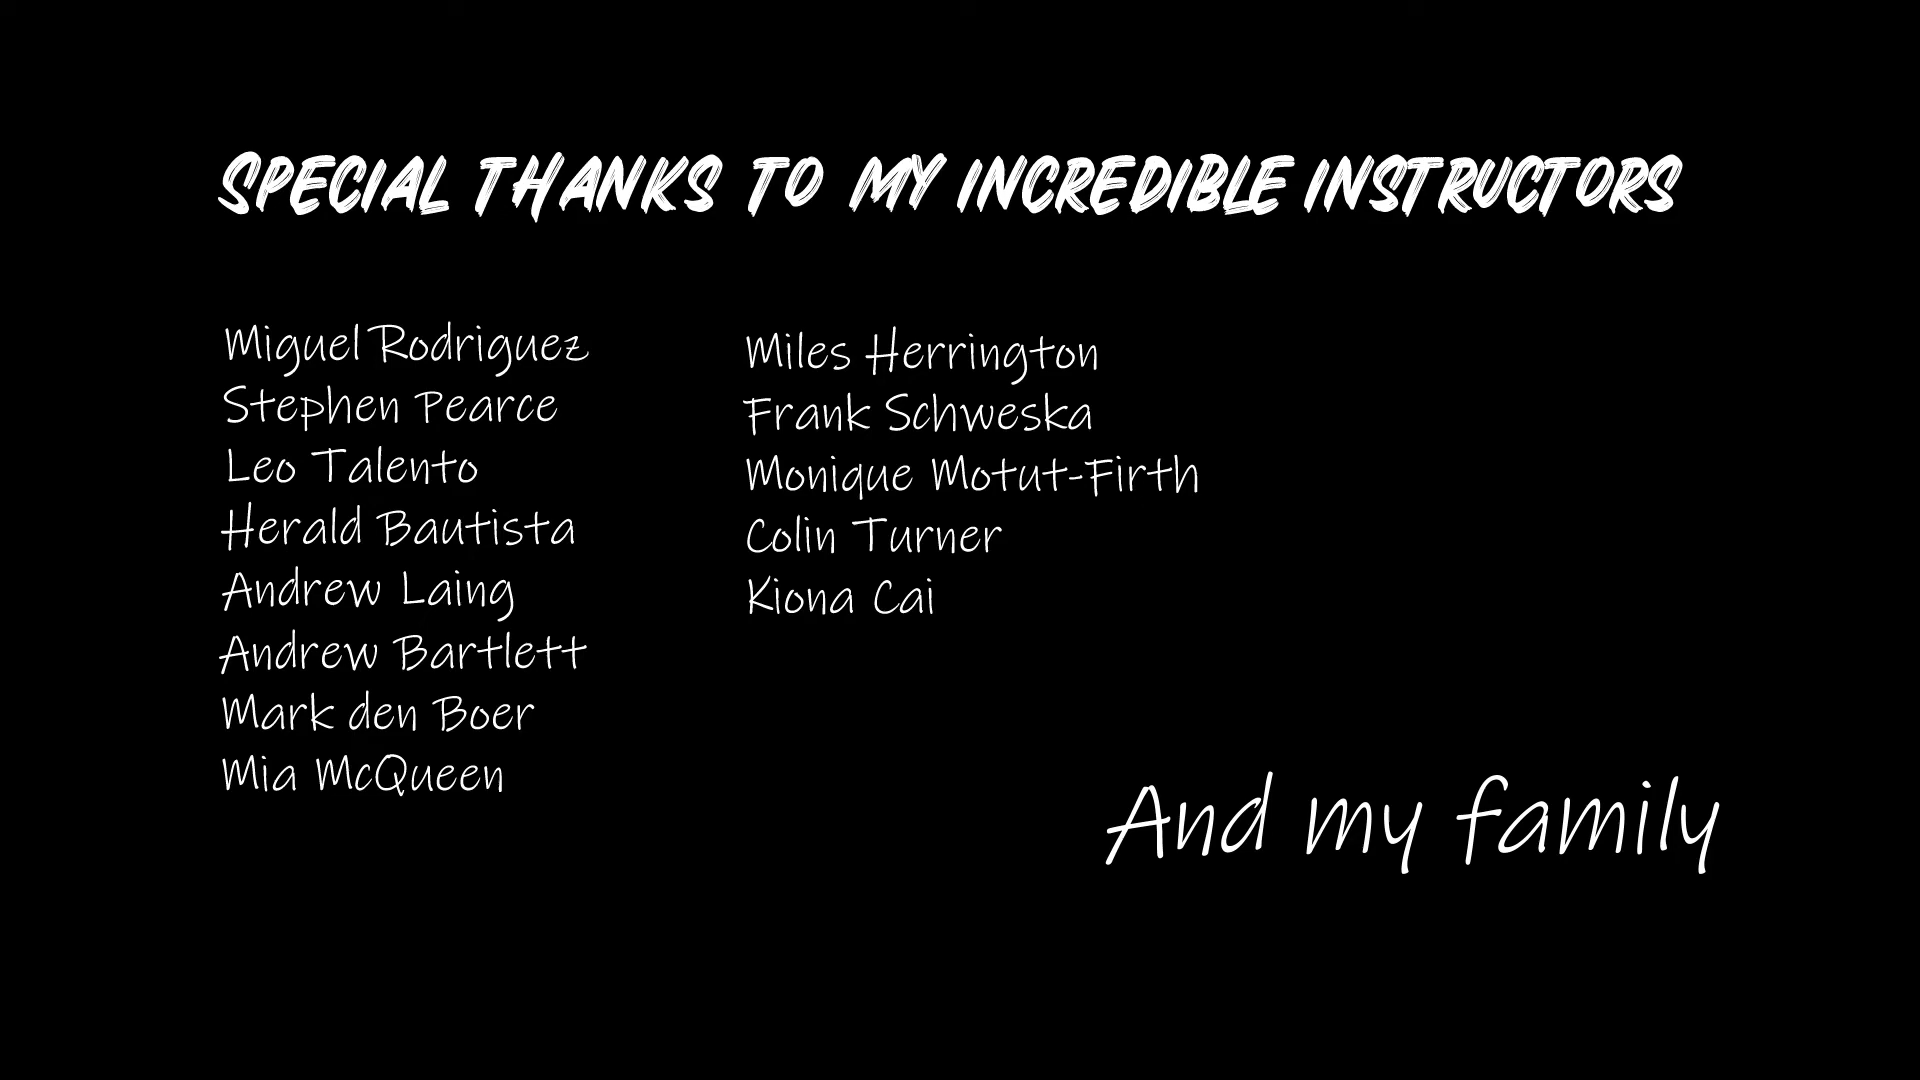 SPECIAL THANKS TO MY INCREDIBLE INSTRUCTORS
Miguel Rodriguez
Stephen Pearce
Leo Talento
Herald Bautista
Andrew Laing
Andrew Bartlett
Mark den Boer
Mia McQueen
Miles Herrington
Frank Schweska
Monique Motut-Firth
Colin Turner
Kiona Cai
And my family